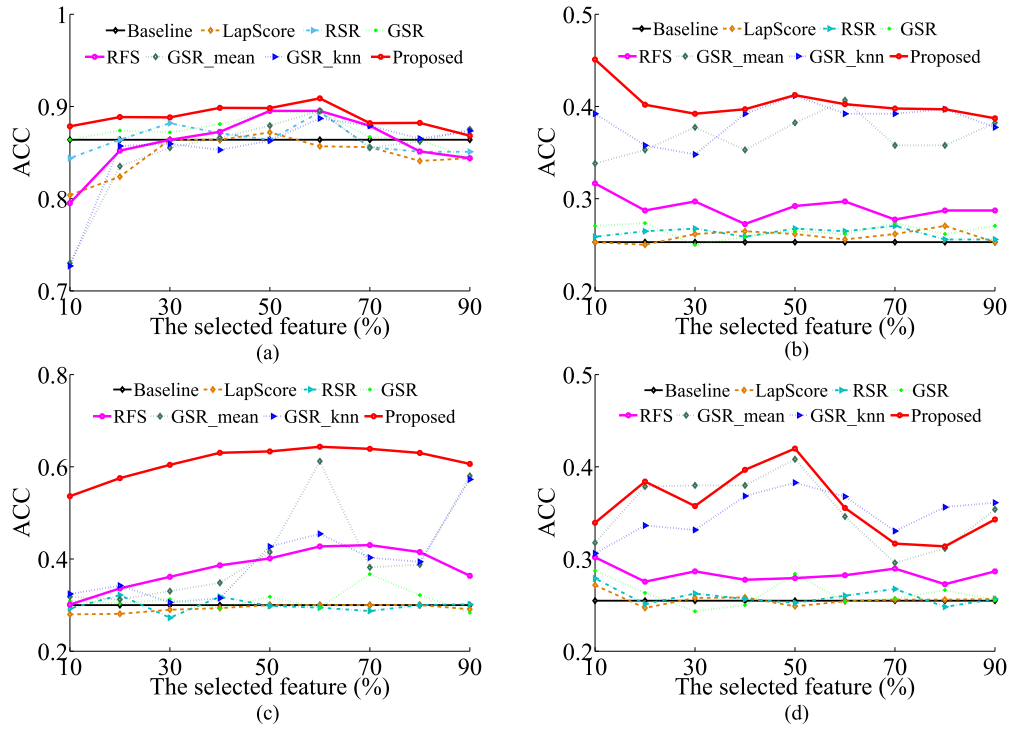 1
Baseline LapScore RSR GSR
RFS GSR_mean GSR_knn Proposed
0.9
ACC
0.8
0.7
10 30 50 70 90
The selected feature (%)
(a)
0.5
Baseline LapScore RSR GSR
RFS GSR_mean GSR_knn Proposed
0.4
ACC
0.3
0.2
10 30 50 70 90
The selected feature (%)
(b)
0.8
Baseline LapScore RSR GSR
RFS GSR_mean GSR_knn Proposed
0.6
ACC
0.4
0.2
10 30 50 70 90
The selected feature (%)
(c)
0.5
Baseline LapScore RSR GSR
RFS GSR_mean GSR_knn Proposed
0.4
ACC
0.3
0.2
10 30 50 70 90
The selected feature (%)
(d)